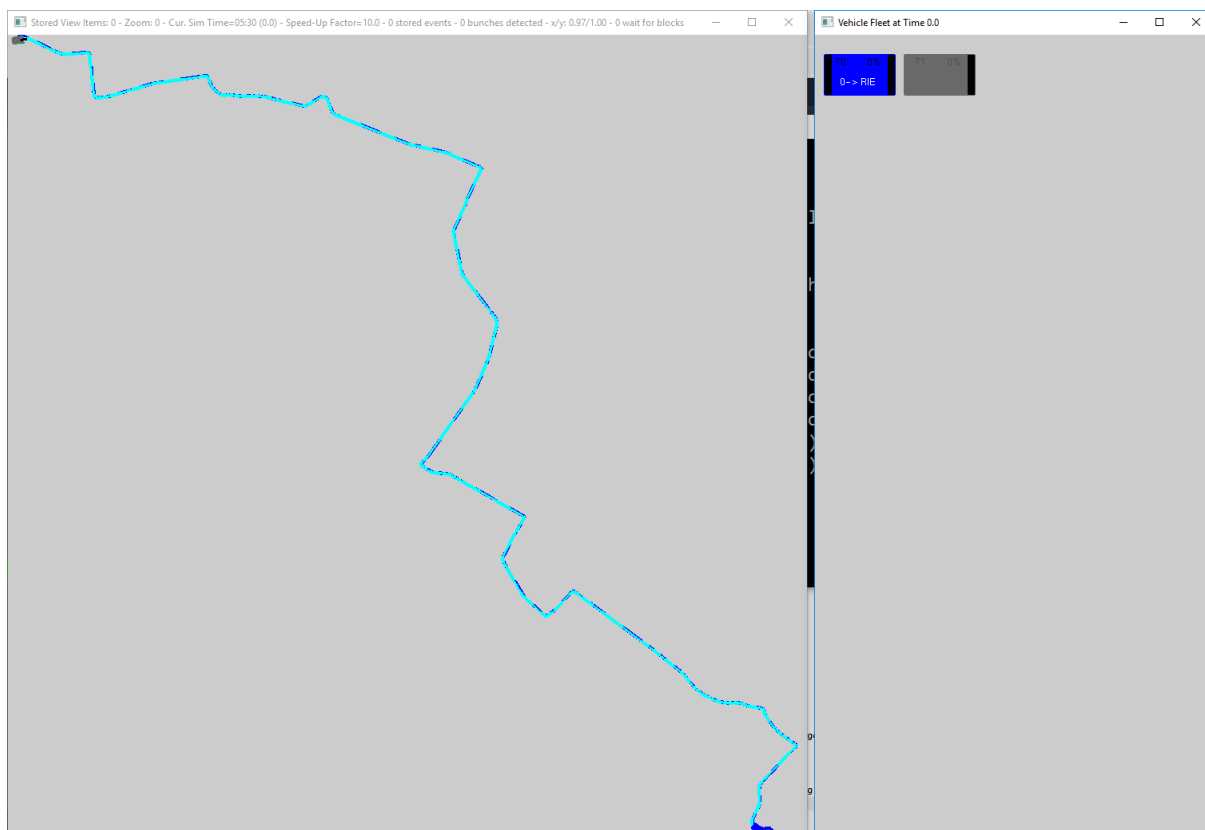 Stored View Items: 0 - Zoom: 0 - Cur. Sim Time=05:30 (0.0) - Speed-Up Factor=10.0 - 0 stored events - 0 bunches detected - x/y: 0.97/1.00 - 0 wait for blocks
Vehicle Fleet at Time 0.0
T0 0%
0-> RIE
T1 0%